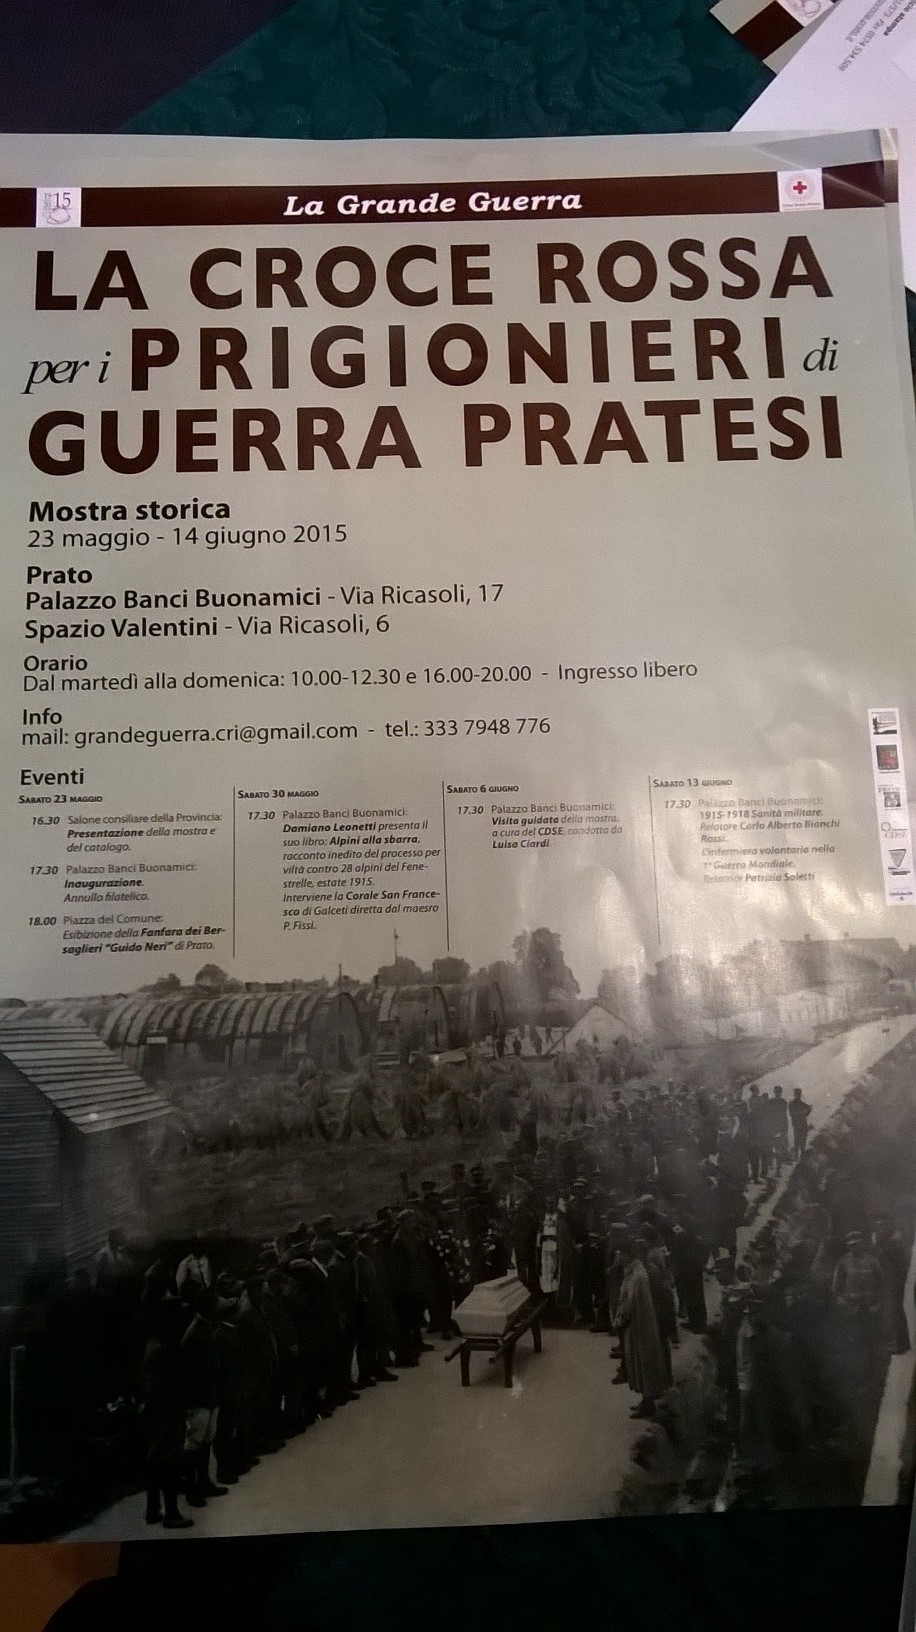 15
La Grande Guerra
LA CROCE ROSSA
per i PRIGIONIERI di
GUERRA PRATESI
Mostra storica
23 maggio - 14 giugno 2015
Prato
Palazzo Banci Buonamici - Via Ricasoli, 17
Spazio Valentini - Via Ricasoli, 6
Orario
Dal martedì alla domenica: 10.00-12.30 e 16.00-20.00 - Ingresso libero
Info
mail: grandeguerra.cri@gmail.com - tel.: 333 7948 776
Eventi
SABATO 23 MAGGIO
16.30 Salone consiliare della Provincia:
Presentazione della mostra e
del catalogo.
17.30 Palazzo Banci Buonamici:
Inaugurazione.
Annullo filatelico.
18.00 Piazza del Comune:
Esibizione della Fanfara dei Ber-
saglieri "Guido Neri" di Prato.
SABATO 30 MAGGIO
17.30 Palazzo Banci Buonamici:
Damiano Leonetti presenta il
suo libro: Alpini alla sbarra,
racconto inedito del processo per
viltà contro 28 alpini del Fene-
strelle, estate 1915.
Interviene la Corale San France-
sco di Galceti diretta dal maesro
P. Fissi.
SABATO 6 GIUGNO
17.30 Palazzo Banci Buonamici:
Visita guidata della mostra,
a cura del CDSE, condotta da
Luisa Ciardi
SABATO 13 GIUGNO
17.30 Palazzo Banci Buonamici:
1915-1918 Sanità militare.
Relatore Carlo Alberto Bianchi
Rossi.
L'infermiera volontaria nella
1ª Guerra Mondiale.
Relatrice Patrizia Saletti